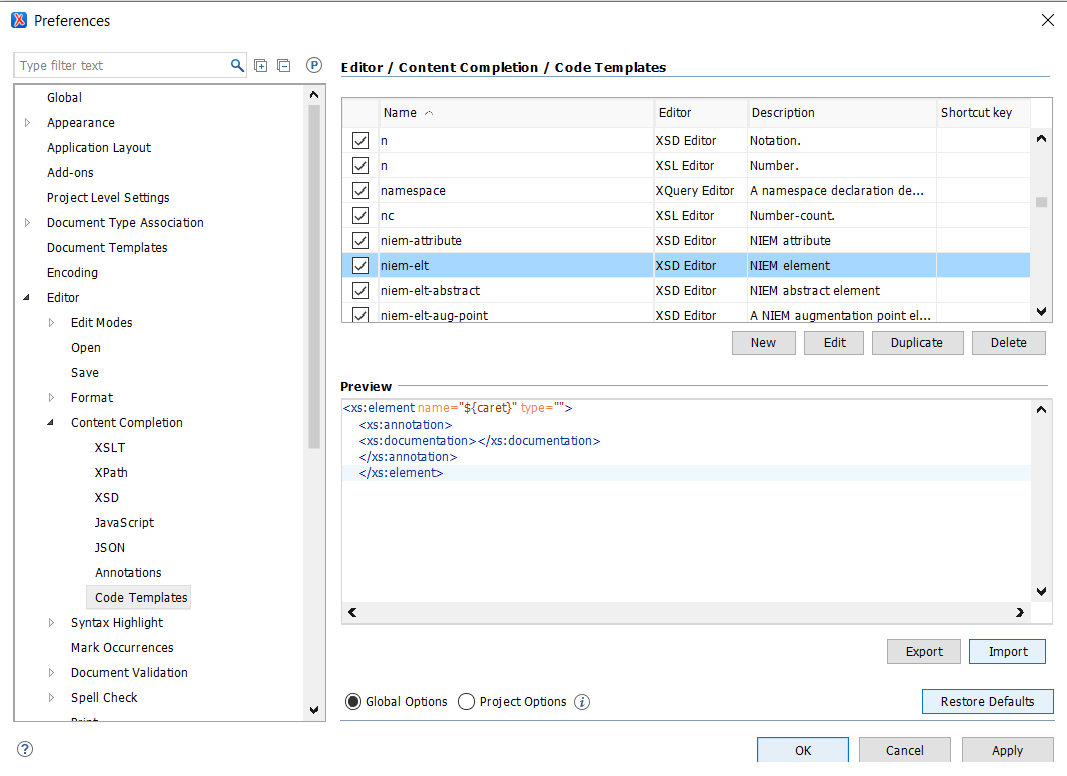 Preferences
Type filter text
P
Global
Appearance
Application Layout
Add-ons
Project Level Settings
Document Type Association
Document Templates
Encoding
Editor
Edit Modes
Open
Save
Format
Content Completion
XSLT
XPath
XSD
JavaScript
JSON
Annotations
Code Templates
Syntax Highlight
Mark Occurrences
Document Validation
Spell Check
Print
Editor / Content Completion / Code Templates
Name Editor Description Shortcut key
n XSD Editor Notation.
n XSL Editor Number.
namespace XQuery Editor A namespace declaration de...
nc XSL Editor Number-count.
niem-attribute XSD Editor NIEM attribute
niem-elt XSD Editor NIEM element
niem-elt-abstract XSD Editor NIEM abstract element
niem-elt-aug-point XSD Editor A NIEM augmentation point el...
New Edit Duplicate Delete
Preview
<xs:element name="${caret}" type="">
<xs:annotation>
<xs:documentation></xs:documentation>
</xs:annotation>
</xs:element>
Export Import
Global Options Project Options i
Restore Defaults
? OK Cancel Apply